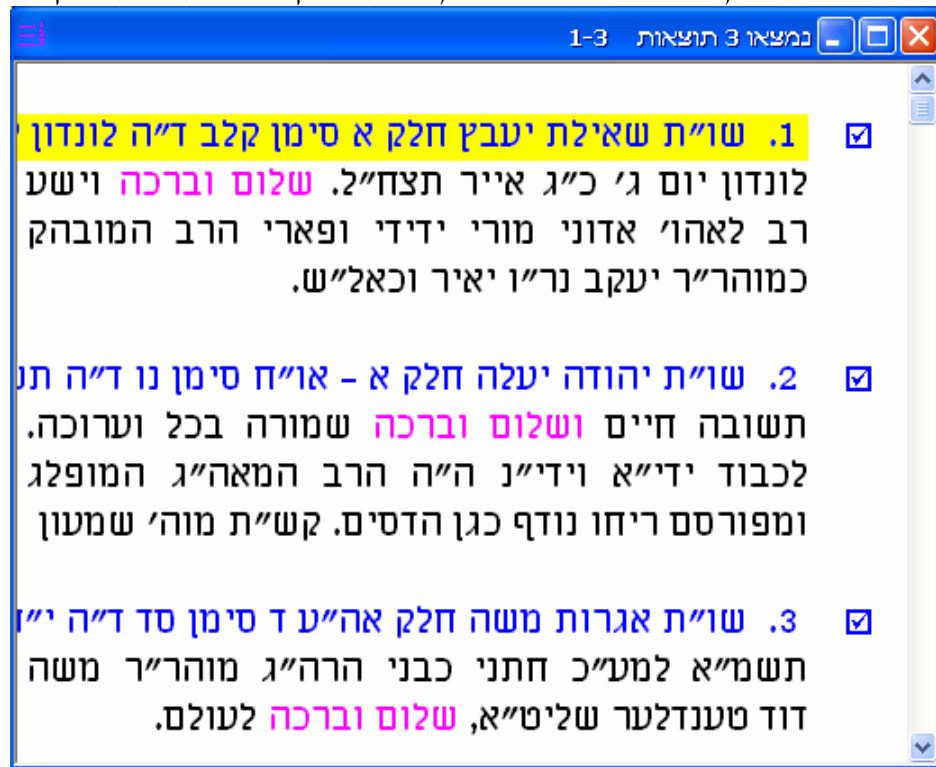 נמצאו 3 תוצאות 1-3
1. שו"ת שאילת יעבץ חלק א סימן קלב ד"ה לונדון
לונדון יום ג' כ"ג אייר תצח"ל. שלום וברכה וישע
רב לאהו' אדוני מורי ידידי ופארי הרב המובהק
כמוהר"ר יעקב נר"ו יאיר וכאל"ש.
2. שו"ת יהודה יעלה חלק א - או"ח סימן נו ד"ה
תשובה חיים ושלום וברכה שמורה בכל וערוכה.
לכבוד ידי"א וידי"נ ה"ה הרב המאה"ג המופלג
ומפורסם ריחו נודף כגן הדסים. קש"ת מוה' שמעון
3. שו"ת אגרות משה חלק אה"ע ד סימן סד ד"ה
תשמ"א למע"כ חתני כבני הרה"ג מוהר"ר משה
דוד טענדלער שליט"א, שלום וברכה לעולם.